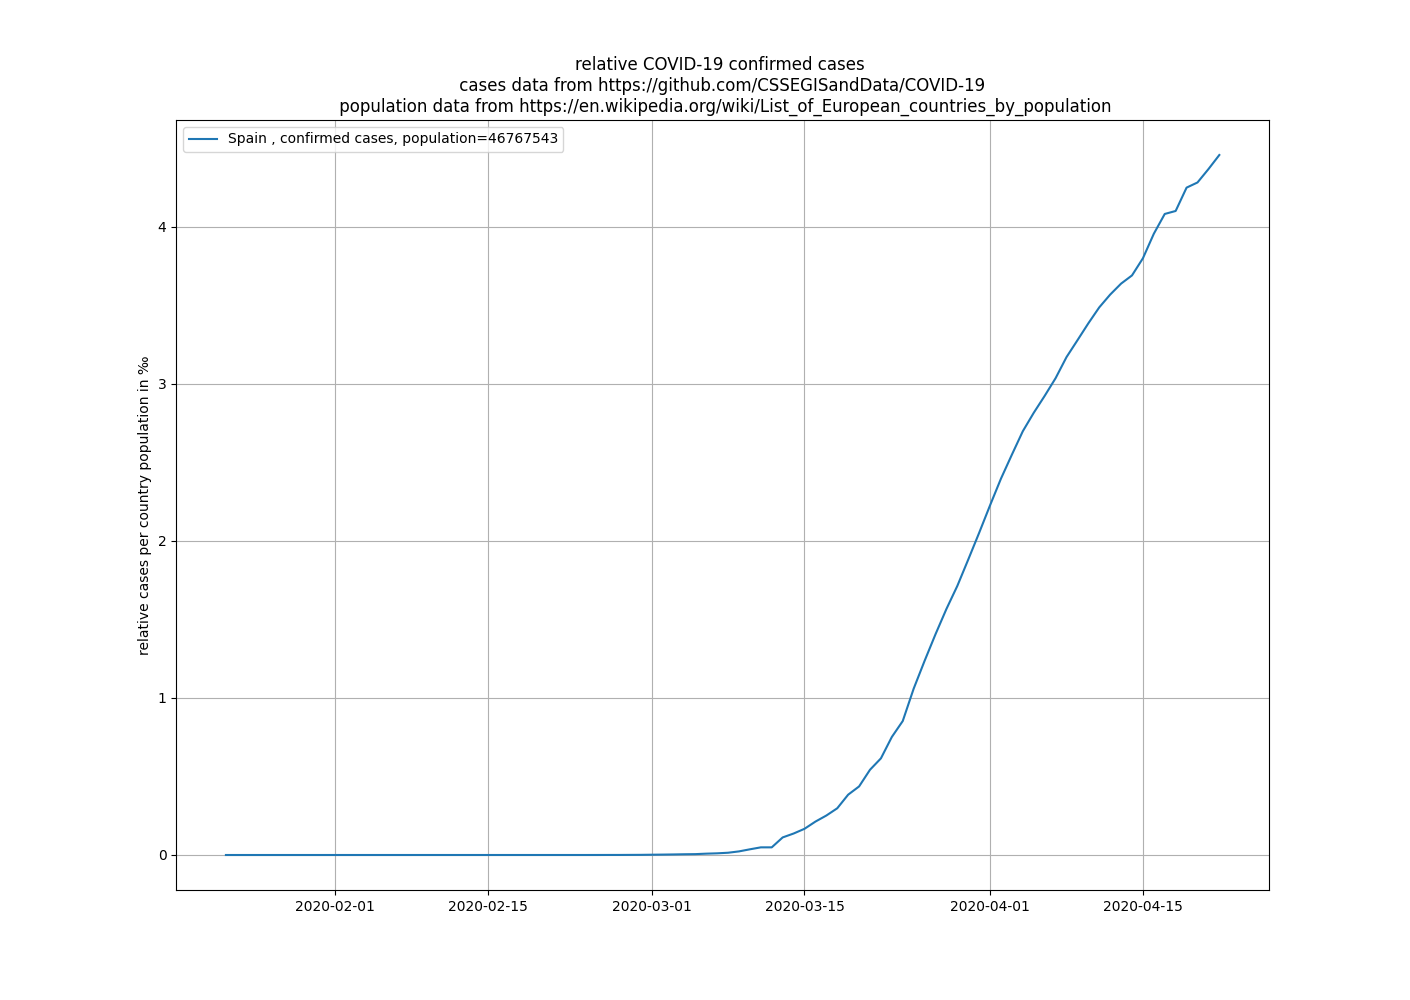 relative COVID-19 confirmed cases
cases data from https://github.com/CSSEGISandData/COVID-19
population data from https://en.wikipedia.org/wiki/List_of_European_countries_by_population
Spain , confirmed cases, population=46767543
relative cases per country population in ‰
4
3
2
1
0
2020-02-01 2020-02-15 2020-03-01 2020-03-15 2020-04-01 2020-04-15